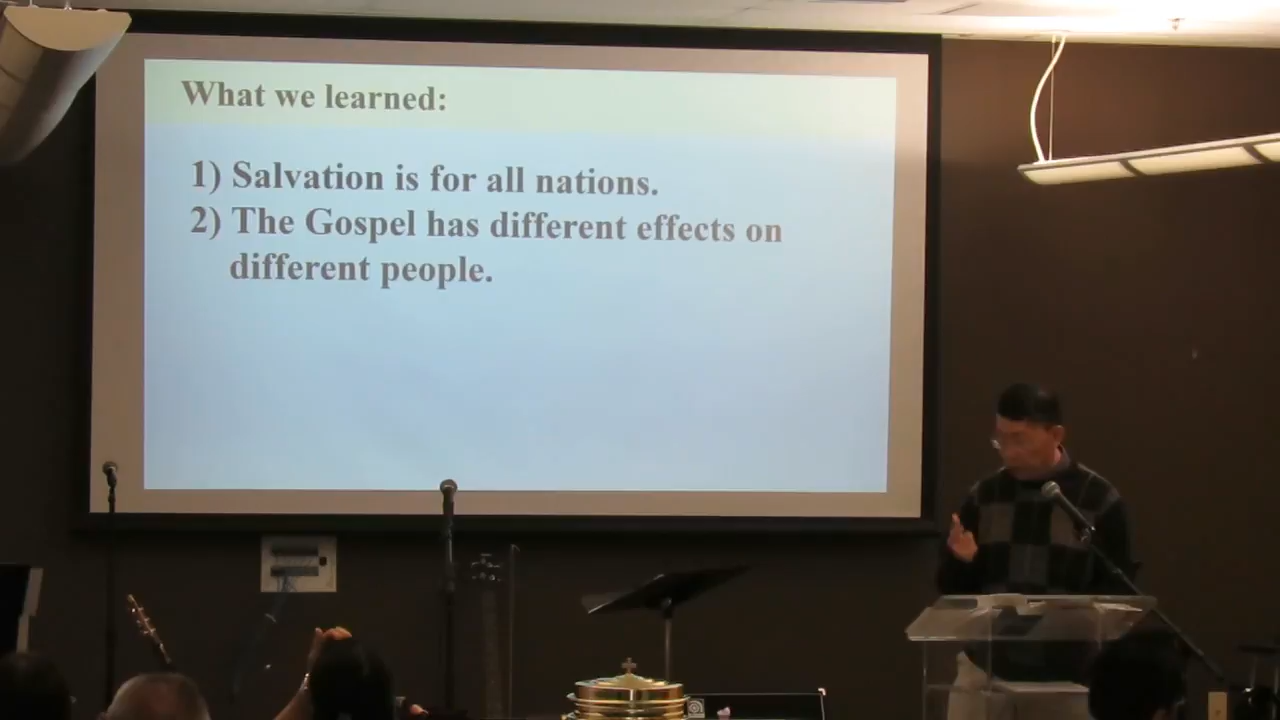 What we learned:
1) Salvation is for all nations.
2) The Gospel has different effects on
different people.